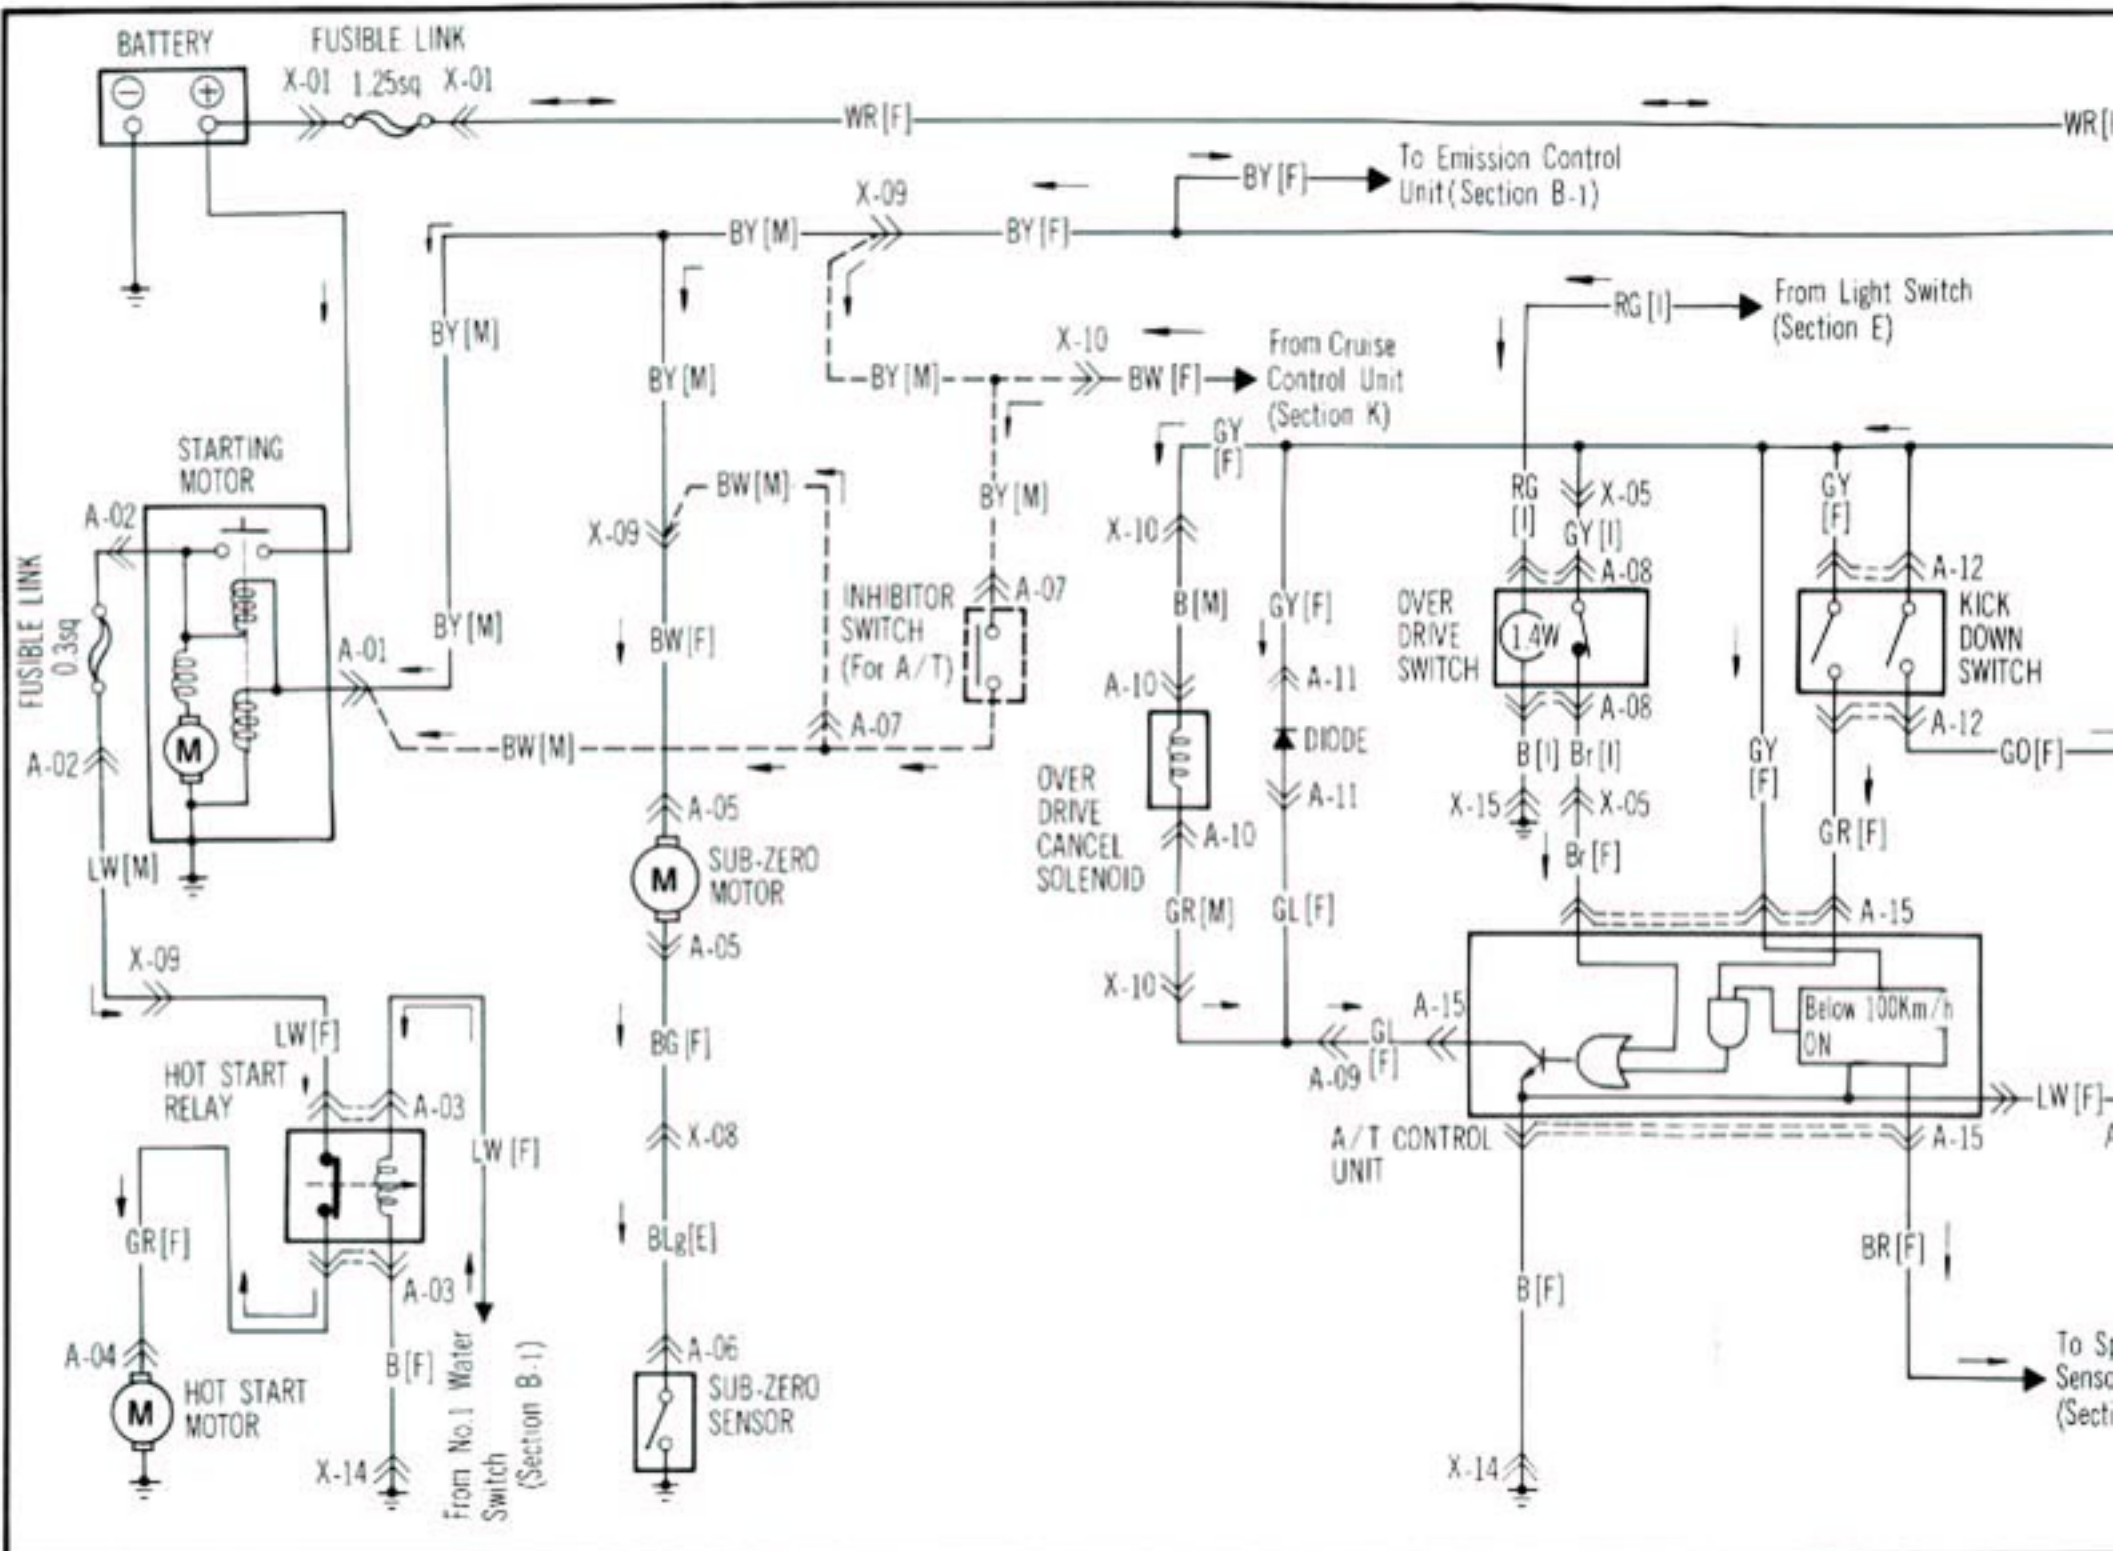 BATTERY
FUSIBLE LINK
X-01 1.25sq X-01
WR[F]
To Emission Control
Unit(Section B-1)
BY[F]
X-09
BY[M]
BY[F]
RG[I]
From Light Switch
(Section E)
BY[M]
BY[M]
X-10
BY[M]
BW [F]
From Cruise
Control Unit
(Section K)
GY
[F]
STARTING
MOTOR
A-02
FUSIBLE LINK
0.3sq
A-02
M
A-01
BY[M]
X-09
BW[M]
BY[M]
BW[F]
INHIBITOR
SWITCH
(For A/T)
A-07
A-07
BW[M]
X-10
B[M]
A-10
OVER
DRIVE
CANCEL
SOLENOID
A-10
GR[M]
X-10
GY[F]
A-11
DIODE
A-11
GL[F]
RG
[I]
X-05
GY[I]
A-08
OVER
DRIVE
SWITCH
1.4W
A-08
B[I]
Br[I]
X-15
X-05
Br[F]
GY
[F]
A-12
KICK
DOWN
SWITCH
A-12
GY
[F]
GO[F]
GR[F]
A-15
LW[M]
A-05
M
SUB-ZERO
MOTOR
A-05
X-09
LW[F]
HOT START
RELAY
A-03
LW [F]
GR[F]
A-03
A-04
M
HOT START
MOTOR
B[F]
X-14
From No.1 Water
Switch
(Section B-1)
BG[F]
X-08
BLg[E]
A-06
SUB-ZERO
SENSOR
A-09
GL
[F]
A-15
Below 100Km/h
ON
A/T CONTROL
UNIT
A-15
LW[F]
B[F]
X-14
BR[F]